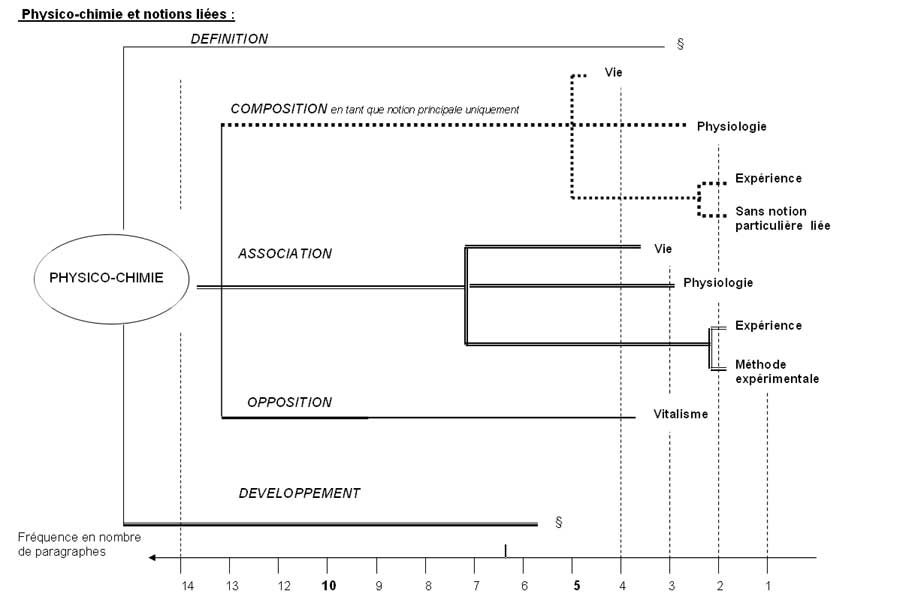 Physico-chimie et notions liées :
DEFINITION
§
Vie
COMPOSITION en tant que notion principale uniquement
Physiologie
Expérience
Sans notion
particulière liée
ASSOCIATION
Vie
PHYSICO-CHIMIE
Physiologie
Expérience
Méthode
expérimentale
OPPOSITION
Vitalisme
DEVELOPPEMENT
§
Fréquence en nombre
de paragraphes
14 13 12 10 9 8 7 6 5 4 3 2 1